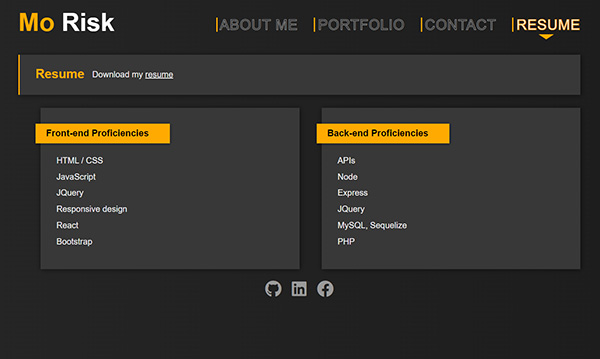 Mo Risk
ABOUT ME
PORTFOLIO
CONTACT
RESUME
Resume Download my resume
Front-end Proficiencies
HTML / CSS
JavaScript
JQuery
Responsive design
React
Bootstrap
Back-end Proficiencies
APIs
Node
Express
JQuery
MySQL, Sequelize
PHP